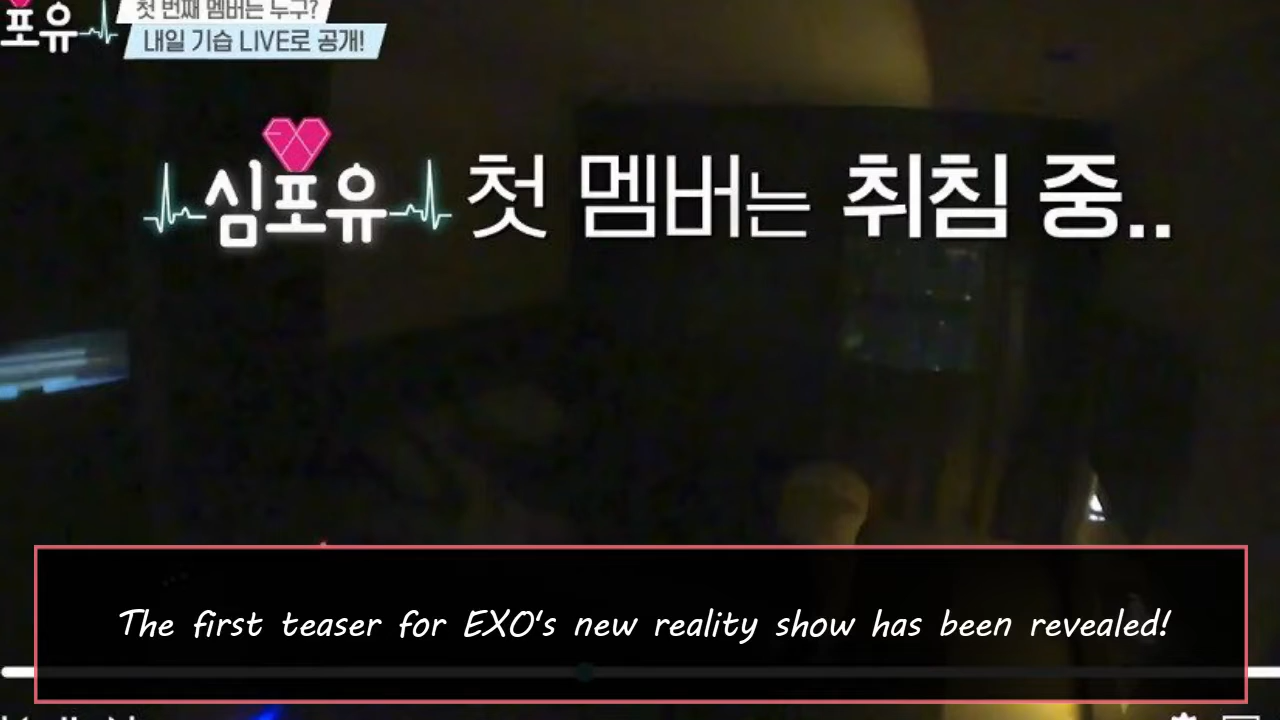 포유
첫 번째 멤버는 누구?
내일 기습 LIVE로 공개!
심포유 첫 멤버는 취침 중..
The first teaser for EXO's new reality show has been revealed!